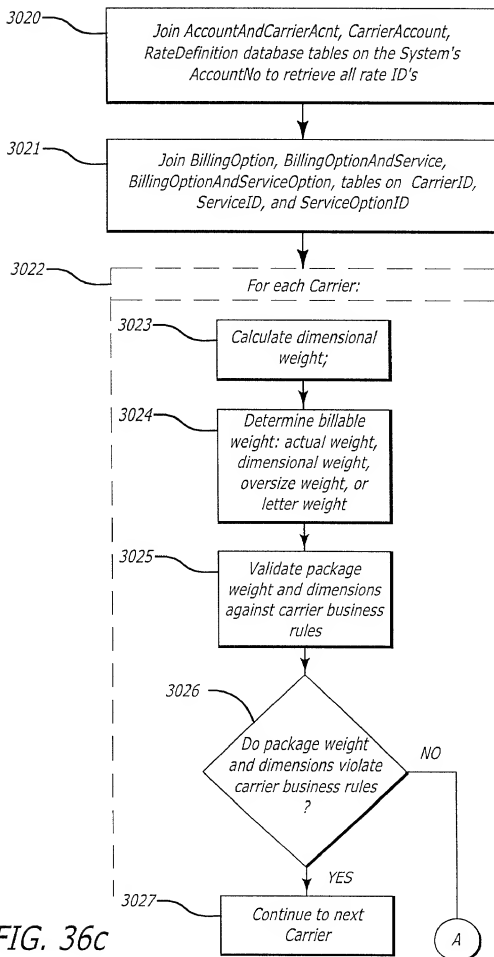 3020
Join AccountAndCarrierAcnt, CarrierAccount,
RateDefinition database tables on the System's
AccountNo to retrieve all rate ID's
3021
Join BillingOption, BillingOptionAndService,
BillingOptionAndServiceOption, tables on CarrierID,
ServiceID, and ServiceOptionID
3022
For each Carrier:
3023
Calculate dimensional
weight;
3024
Determine billable
weight: actual weight,
dimensional weight,
oversize weight, or
letter weight
3025
Validate package
weight and dimensions
against carrier business
rules
3026
Do package weight
and dimensions violate
carrier business rules
?
NO
YES
3027
Continue to next
Carrier
A
FIG. 36c